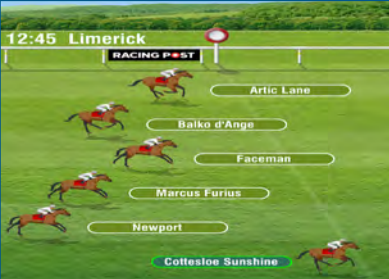 12:45 Limerick
RACING POST
Artic Lane
Balko d'Ange
Faceman
Marcus Furius
Newport
Cottesloe Sunshine